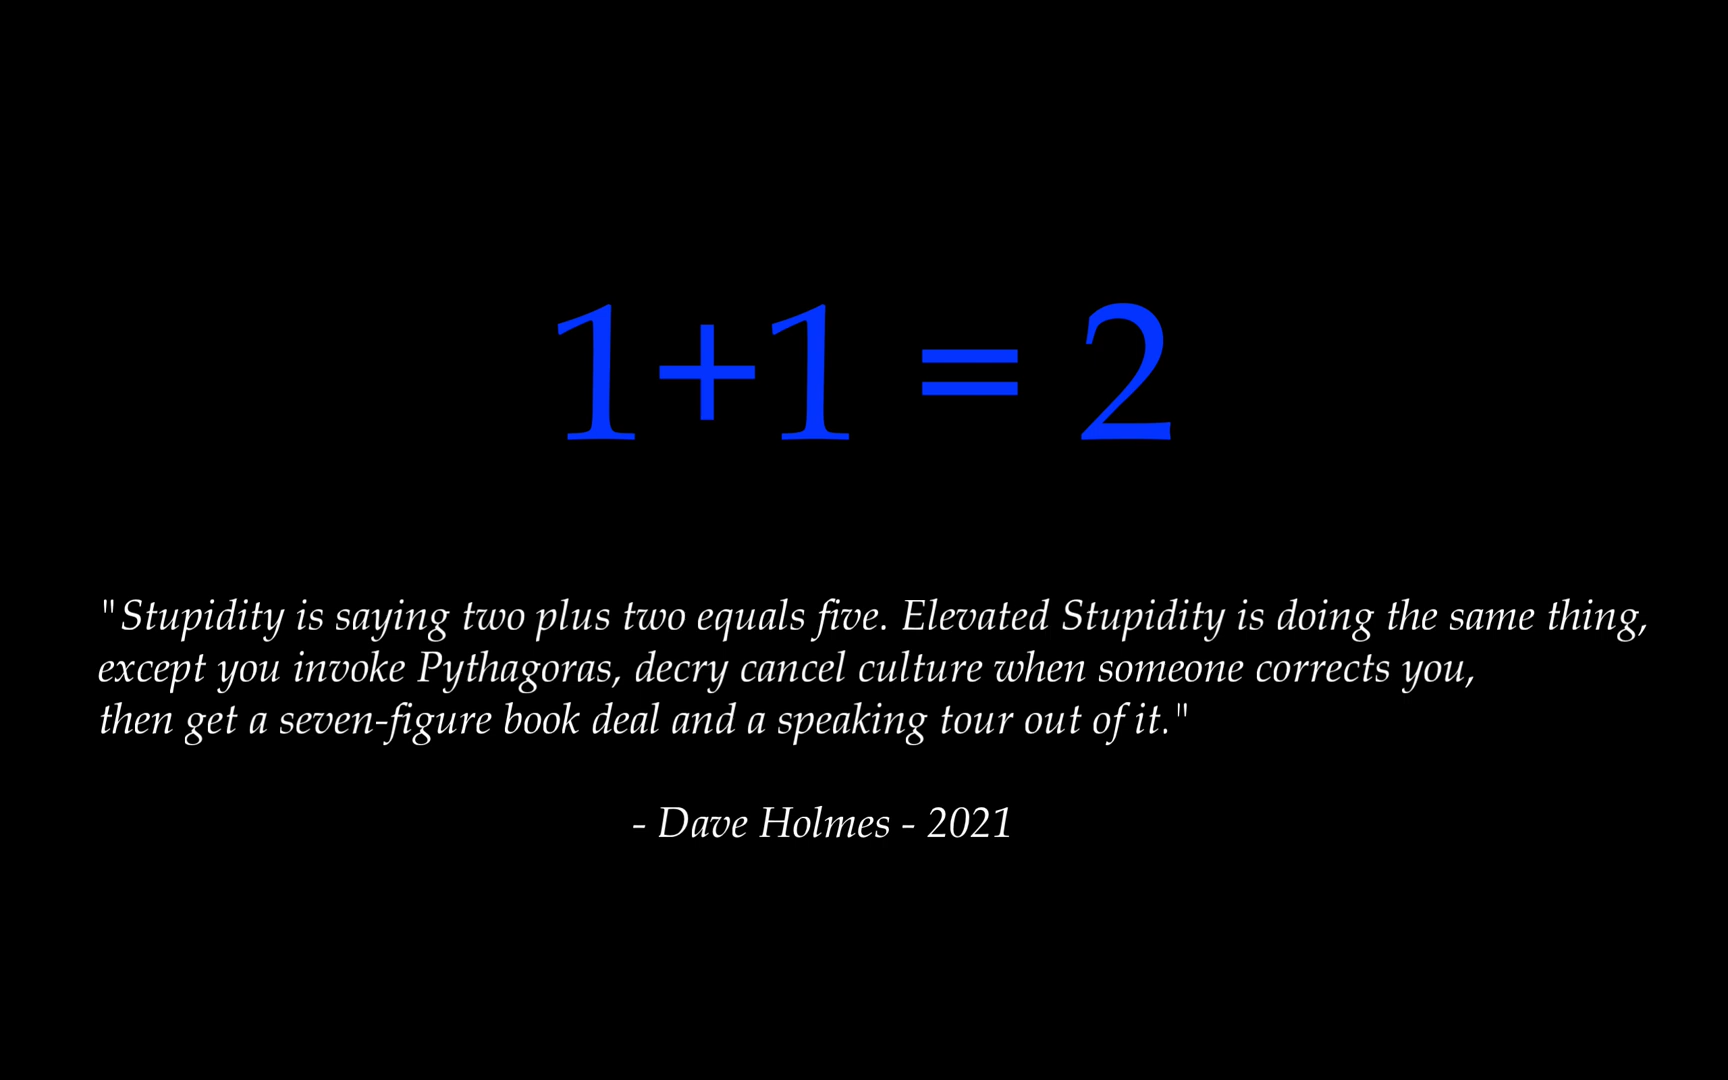 1+1 = 2
"Stupidity is saying two plus two equals five. Elevated Stupidity is doing the same thing,
except you invoke Pythagoras, decry cancel culture when someone corrects you,
then get a seven-figure book deal and a speaking tour out of it."
- Dave Holmes - 2021